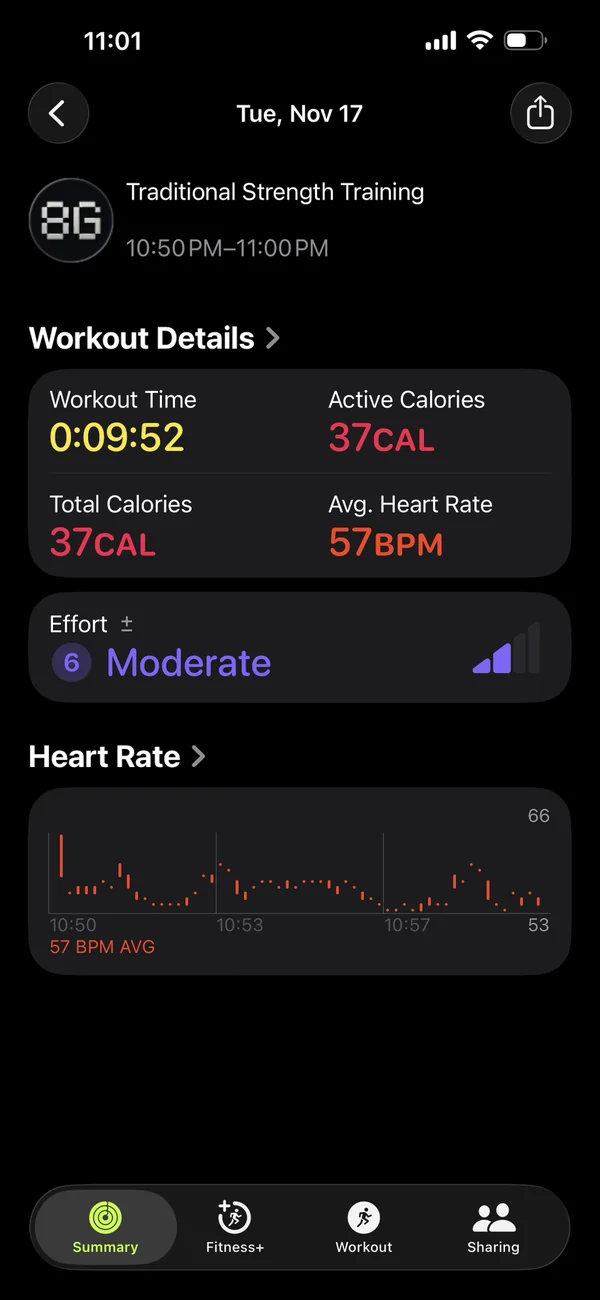 11:01
Tue, Nov 17
8G
Traditional Strength Training
10:50PM–11:00PM
Workout Details
Workout Time
Active Calories
0:09:52
37CAL
Total Calories
Avg. Heart Rate
37CAL
57BPM
Effort ±
6 Moderate
Heart Rate
66
10:50
10:53
10:57
53
57 BPM AVG
Summary
Fitness+
Workout
Sharing